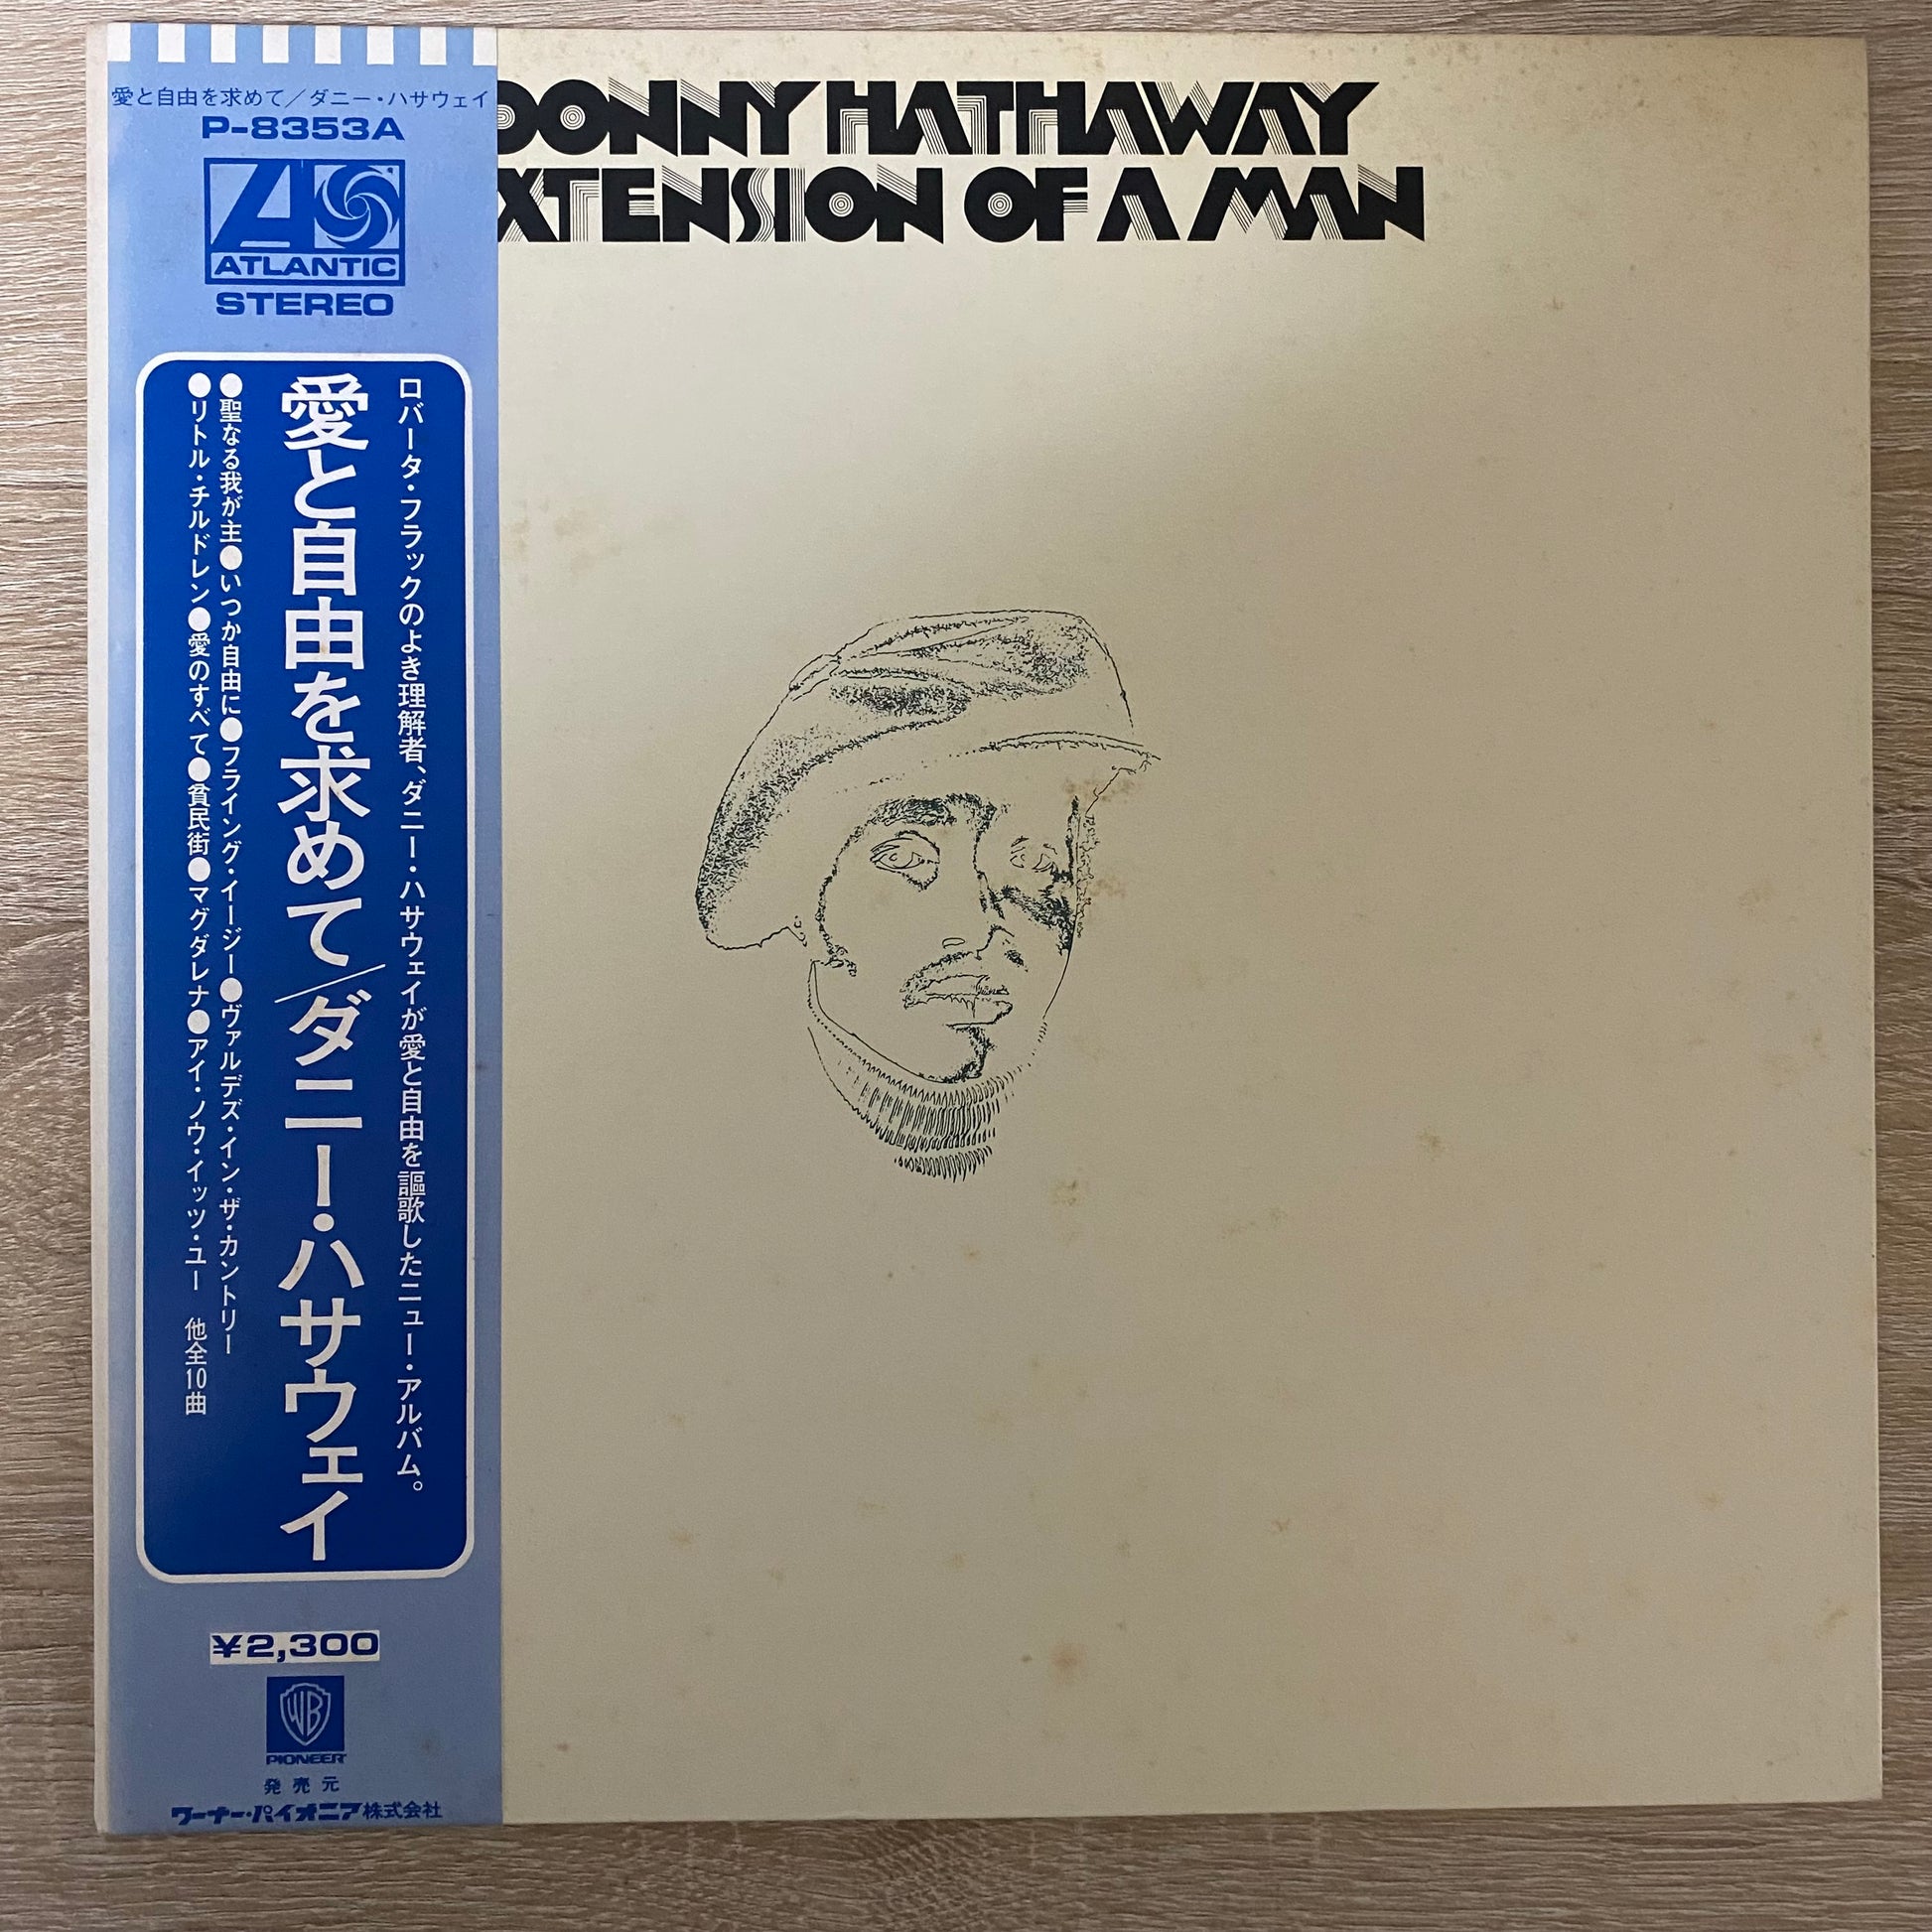 愛と自由を求めて/ダニー・ハサウェイ
P-8353A
ATLANTIC
STEREO
ロバータ・フラックのよき理解者、ダニー・ハサウェイが愛と自由を謳歌したニュー・アルバム。
愛と自由を求めて/ダニー・ハサウェイ
●聖なる我が主●いつか自由に●フライング・イージー●ヴァルデズ・イン・ザ・カントリー
●リトル・チルドレン●愛のすべて●貧民街●マグダレナ●アイ・ノウ・イッツ・ユー 他全10曲
¥2,300
WB
PIONEER
発売元
ワーナー・パイオニア株式会社
DONNY HATHAWAY
XTENSION OF A MAN